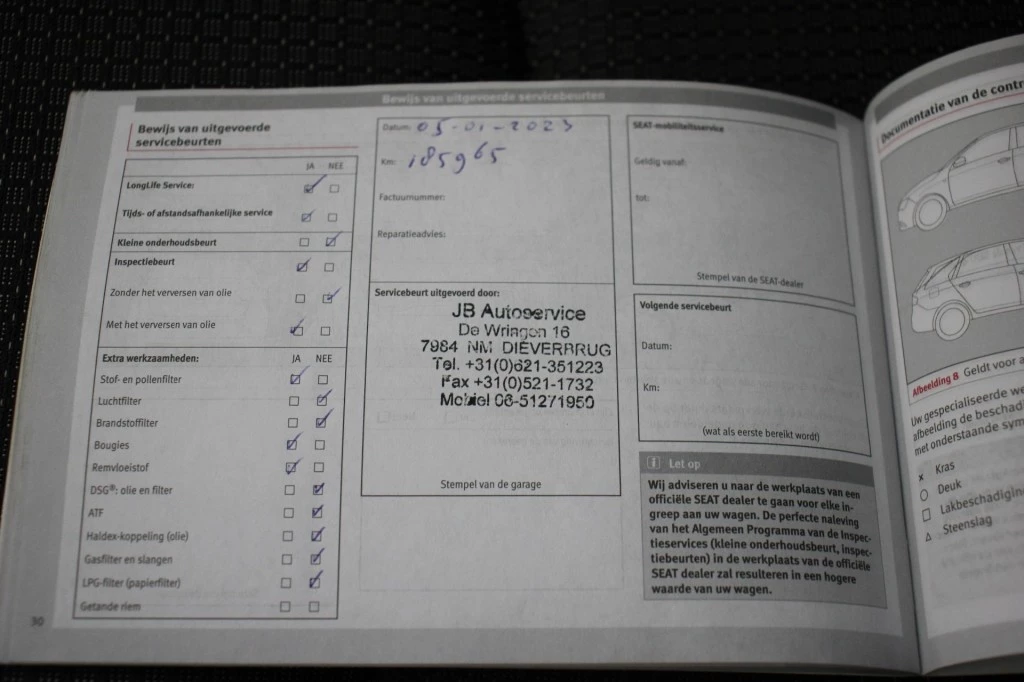 Bewijs van uitgevoerde servicebeurten
Bewijs van uitgevoerde
servicebeurten
JA NEE
LongLife Service:
Tijds- of afstandsafhankelijke service
Kleine onderhoudsbeurt
Inspectiebeurt
Zonder het verversen van olie
Met het verversen van olie
Extra werkzaamheden: JA NEE
Stof- en pollenfilter
Luchtfilter
Brandstoffilter
Bougies
Remvloeistof
DSG®: olie en filter
ATF
Haldex-koppeling (olie)
Gasfilter en slangen
LPG-filter (papierfilter)
Getande riem
30
Datum: 05-01-2023
Km: 185965
Factuurnummer:
Reparatieadvies:
Servicebeurt uitgevoerd door:
JB Autoservice
De Wringen 16
7984 NM DIEVERBRUG
Tel. +31(0)621-351223
Fax +31(0)521-1732
Mobiel 06-51271950
Stempel van de garage
SEAT-mobiliteitsservice
Geldig vanaf:
tot:
Stempel van de SEAT-dealer
Volgende servicebeurt
Datum:
Km:
(wat als eerste bereikt wordt)
Let op
Wij adviseren u naar de werkplaats van een
officiële SEAT dealer te gaan voor elke in-
greep aan uw wagen. De perfecte naleving
van het Algemeen Programma van de Inspec-
tieservices (kleine onderhoudsbeurt, inspec-
tiebeurten) in de werkplaats van de officiële
SEAT dealer zal resulteren in een hogere
waarde van uw wagen.
Documentatie van de contr
Afbeelding 8 Geldt voor a
Uw gespecialiseerde we
afbeelding de beschadi
met onderstaande sym
x Kras
○ Deuk
□ Lakbeschadigin
△ Steenslag